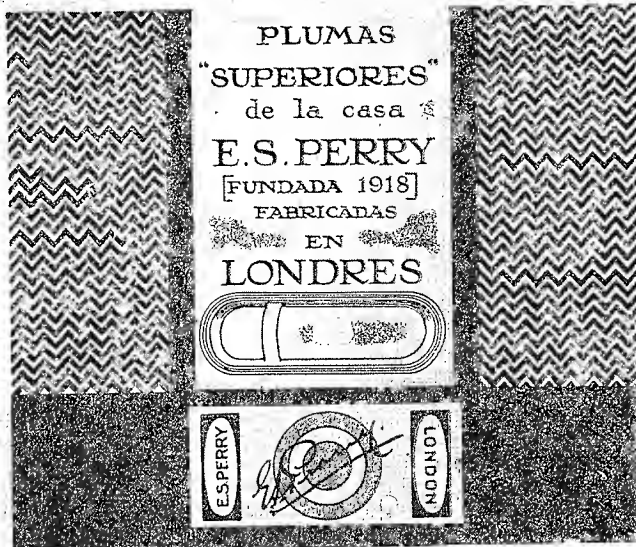 PLUMAS
"SUPERIORES"
de la casa
E.S. PERRY
[FUNDADA 1918]
FABRICADAS
EN
LONDRES
E.S. PERRY
LONDON